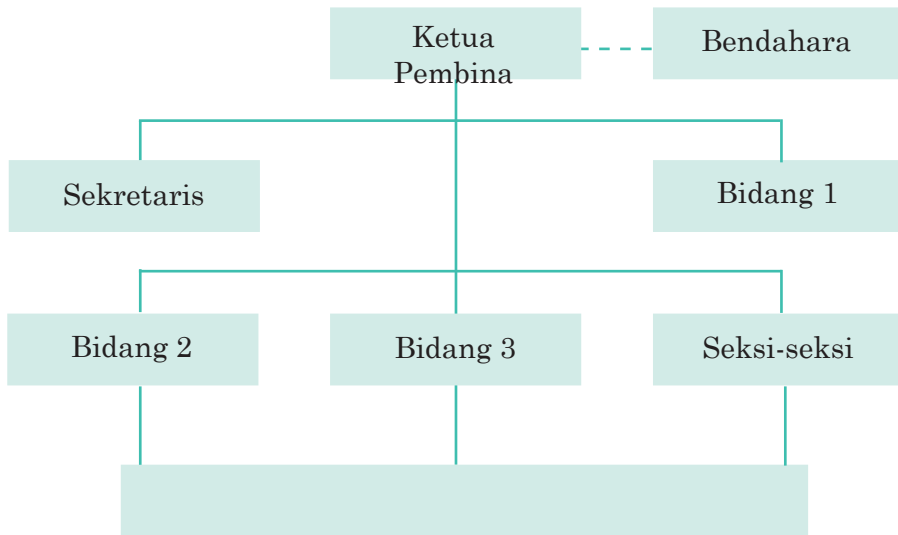 Ketua
Pembina
Bendahara
Sekretaris
Bidang 1
Bidang 2
Bidang 3
Seksi-seksi